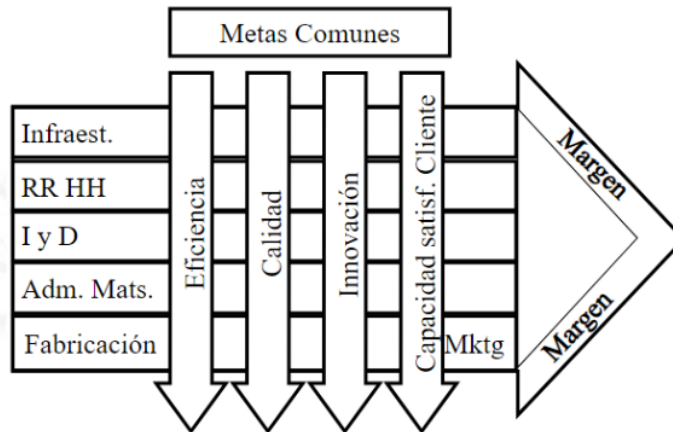 Metas Comunes
Infraest.
RR HH
I y D
Adm. Mats.
Fabricación
Eficiencia
Calidad
Innovación
Capacidad satisf. Cliente
Mktg
Margen
Margen